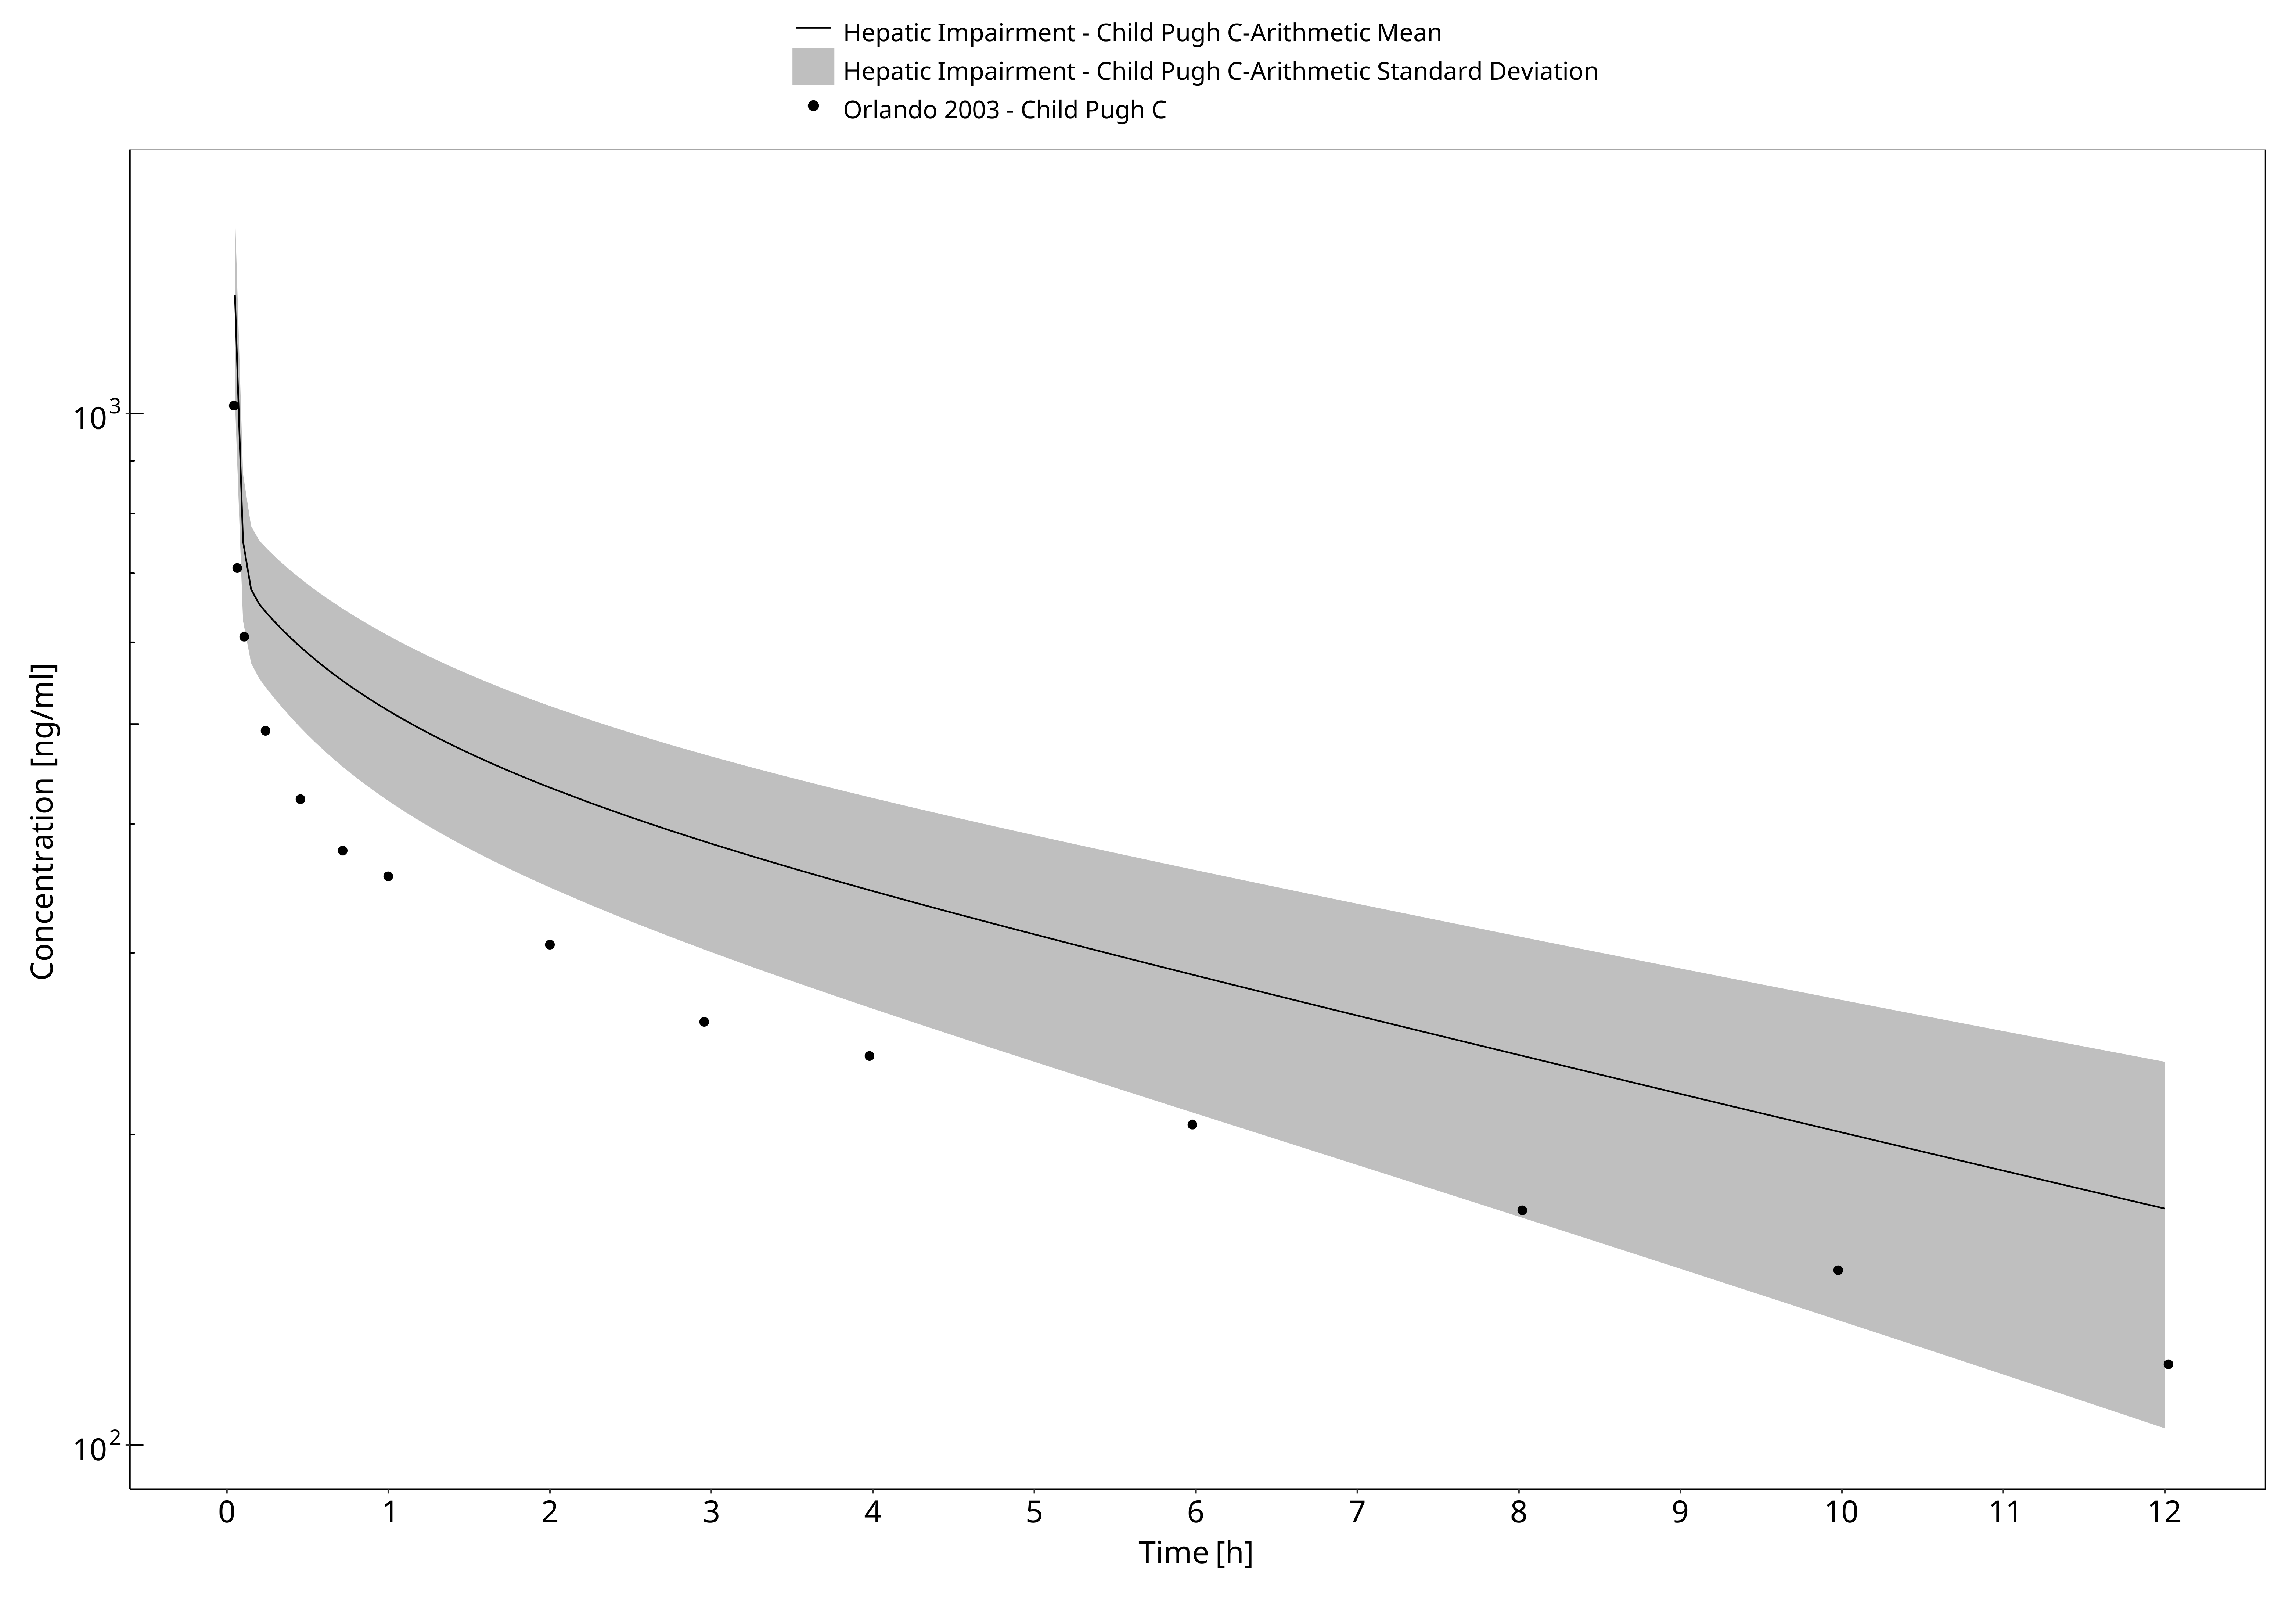 Hepatic Impairment - Child Pugh C-Arithmetic Mean
Hepatic Impairment - Child Pugh C-Arithmetic Standard Deviation
Orlando 2003 - Child Pugh C
10³
10²
Concentration [ng/ml]
0 1 2 3 4 5 6 7 8 9 10 11 12
Time [h]